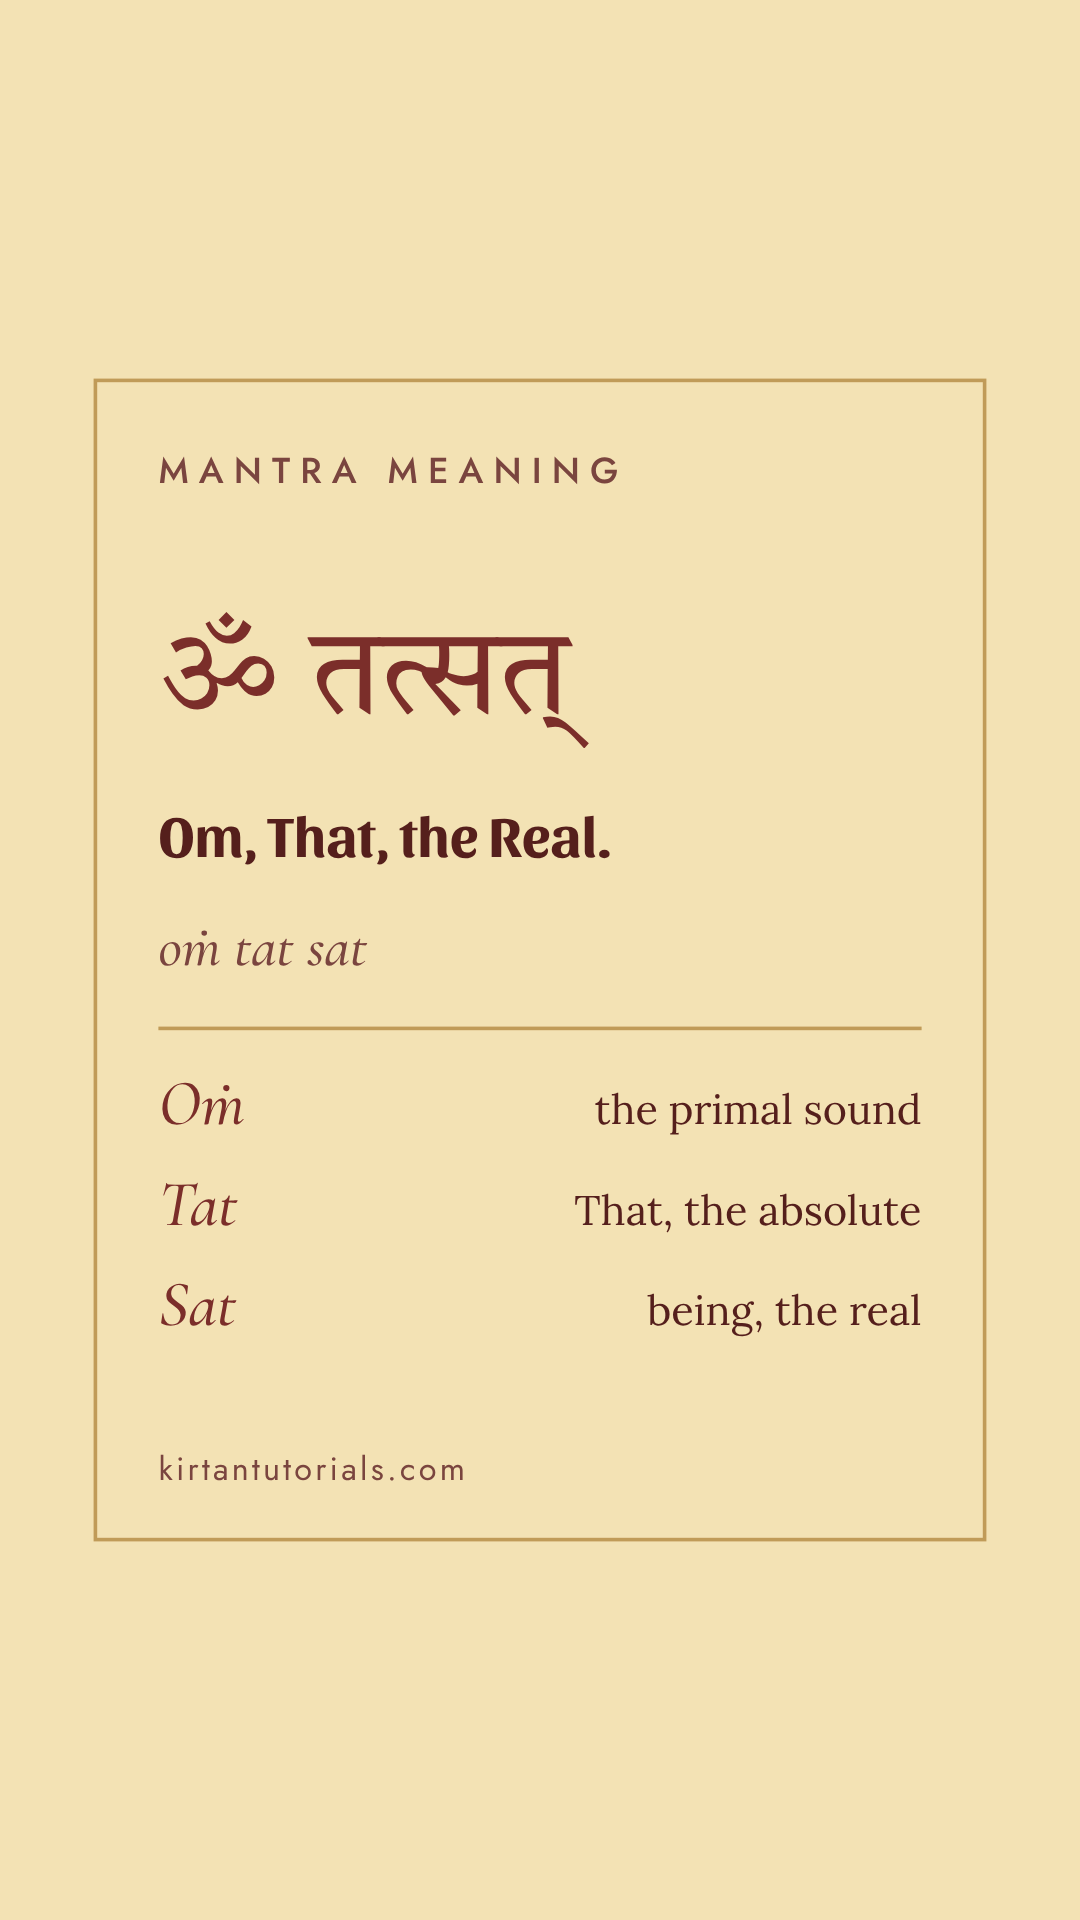 MANTRA MEANING
ॐ तत्सत्
Om, That, the Real.
oṁ tat sat
Oṁ the primal sound
Tat That, the absolute
Sat being, the real
kirtantutorials.com